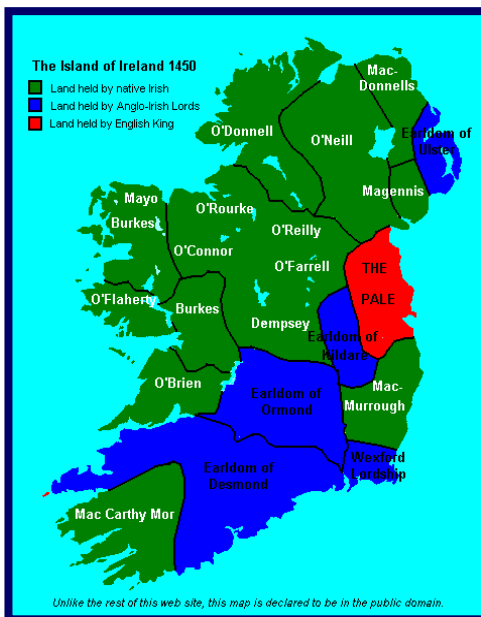 The Island of Ireland 1450
Land held by native Irish
Land held by Anglo-Irish Lords
Land held by English King
Mac-
Donnells
O'Donnell
O'Neill
Earldom of
Ulster
Magennis
Mayo
Burkes
O'Rourke
O'Reilly
O'Connor
O'Farrell
THE
PALE
O'Flaherty
Burkes
Dempsey
Earldom of
Kildare
O'Brien
Mac-
Murrough
Earldom of
Ormond
Wexford
Lordship
Earldom of
Desmond
Mac Carthy Mor
Unlike the rest of this web site, this map is declared to be in the public domain.